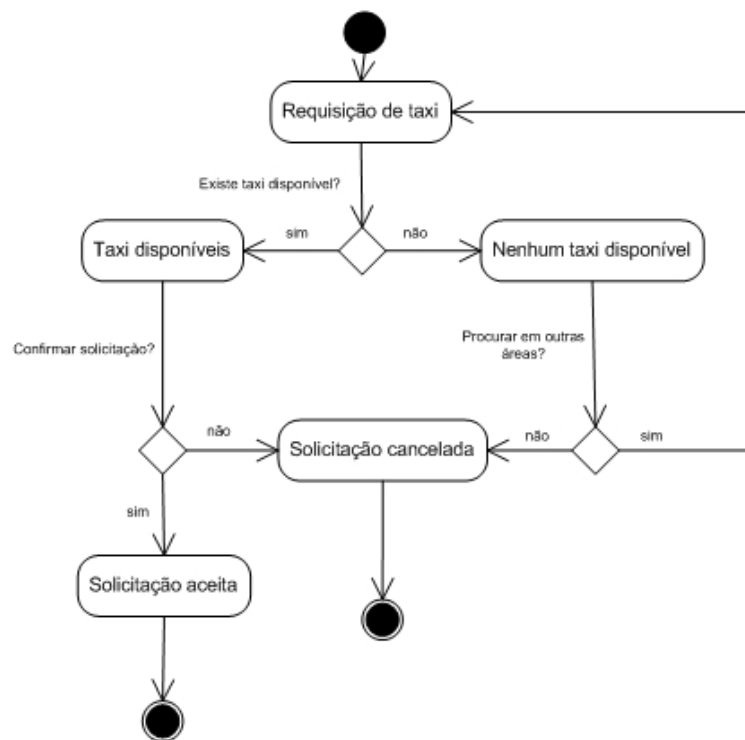 Requisição de taxi
Existe taxi disponível?
sim
não
Taxi disponíveis
Nenhum taxi disponível
Confirmar solicitação?
Procurar em outras
áreas?
não
Solicitação cancelada
não
sim
sim
Solicitação aceita